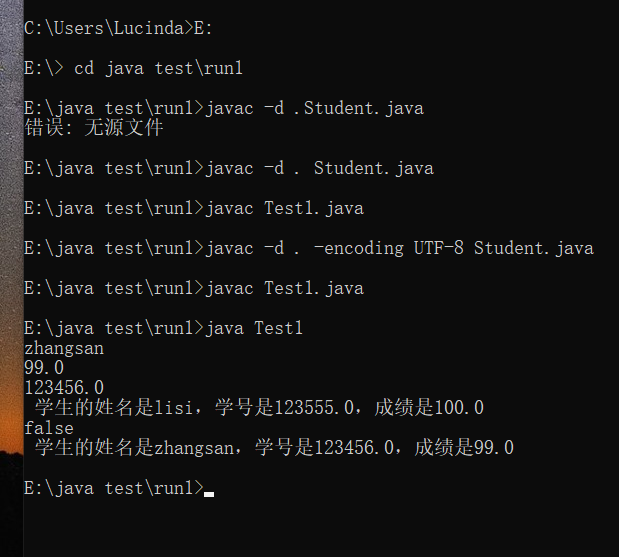 C:\Users\Lucinda>E:
E:\> cd java test\run1
E:\java test\run1>javac -d .Student.java
错误: 无源文件
E:\java test\run1>javac -d . Student.java
E:\java test\run1>javac Test1.java
E:\java test\run1>javac -d . -encoding UTF-8 Student.java
E:\java test\run1>javac Test1.java
E:\java test\run1>java Test1
zhangsan
99.0
123456.0
学生的姓名是lisi，学号是123555.0，成绩是100.0
false
学生的姓名是zhangsan，学号是123456.0，成绩是99.0
E:\java test\run1>